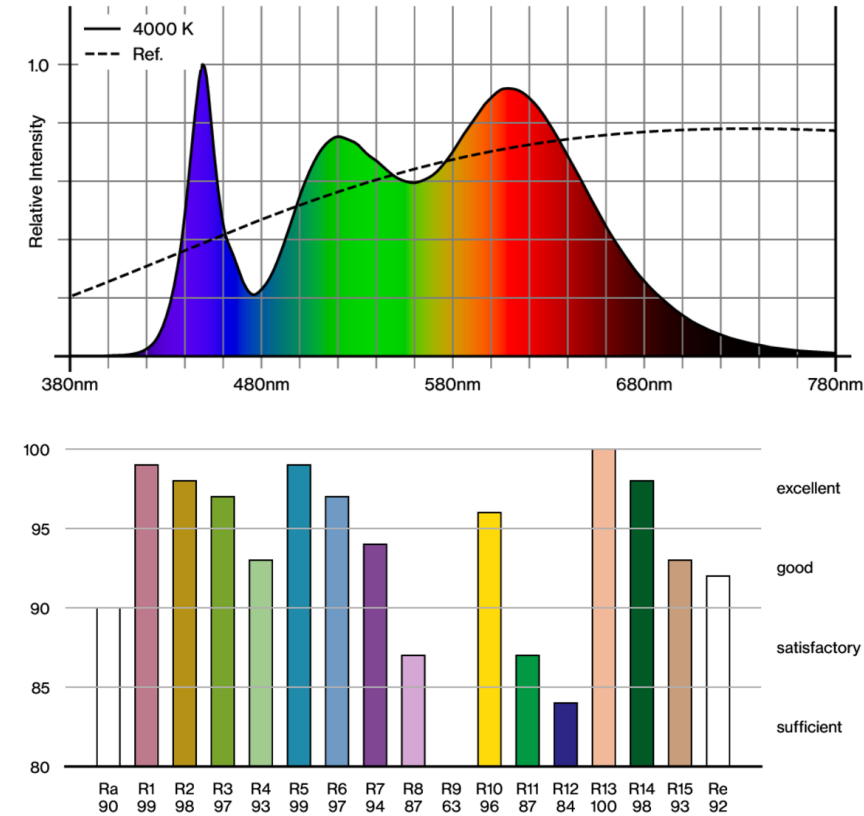 4000 K
Ref.
1.0
Relative Intensity
380nm 480nm 580nm 680nm 780nm
100
excellent
95
good
90
satisfactory
85
sufficient
80
Ra R1 R2 R3 R4 R5 R6 R7 R8 R9 R10 R11 R12 R13 R14 R15 Re
90 99 98 97 93 99 97 94 87 63 96 87 84 100 98 93 92